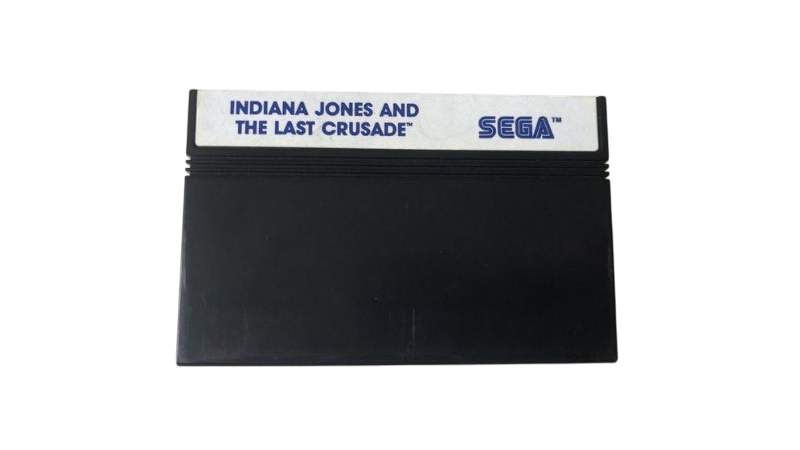 INDIANA JONES AND
THE LAST CRUSADE™
SEGA™